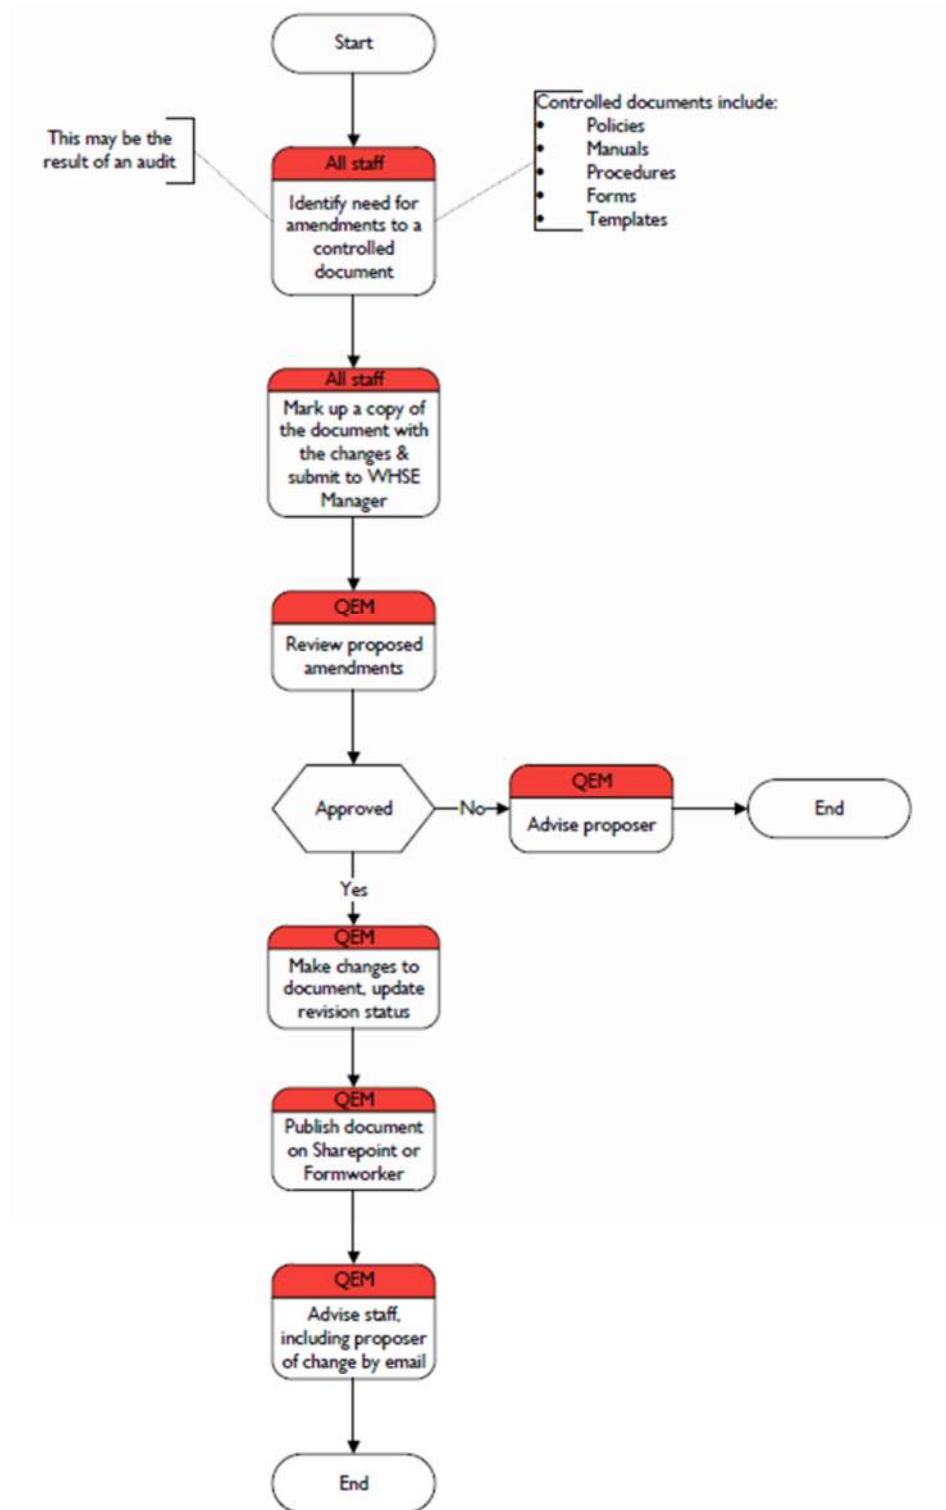 Start
Controlled documents include:
• Policies
• Manuals
• Procedures
• Forms
• Templates
This may be the
result of an audit
All staff
Identify need for
amendments to a
controlled
document
All staff
Mark up a copy of
the document with
the changes &
submit to WHSE
Manager
QEM
Review proposed
amendments
Approved
No
QEM
Advise proposer
End
Yes
QEM
Make changes to
document, update
revision status
QEM
Publish document
on Sharepoint or
Formworker
QEM
Advise staff,
including proposer
of change by email
End